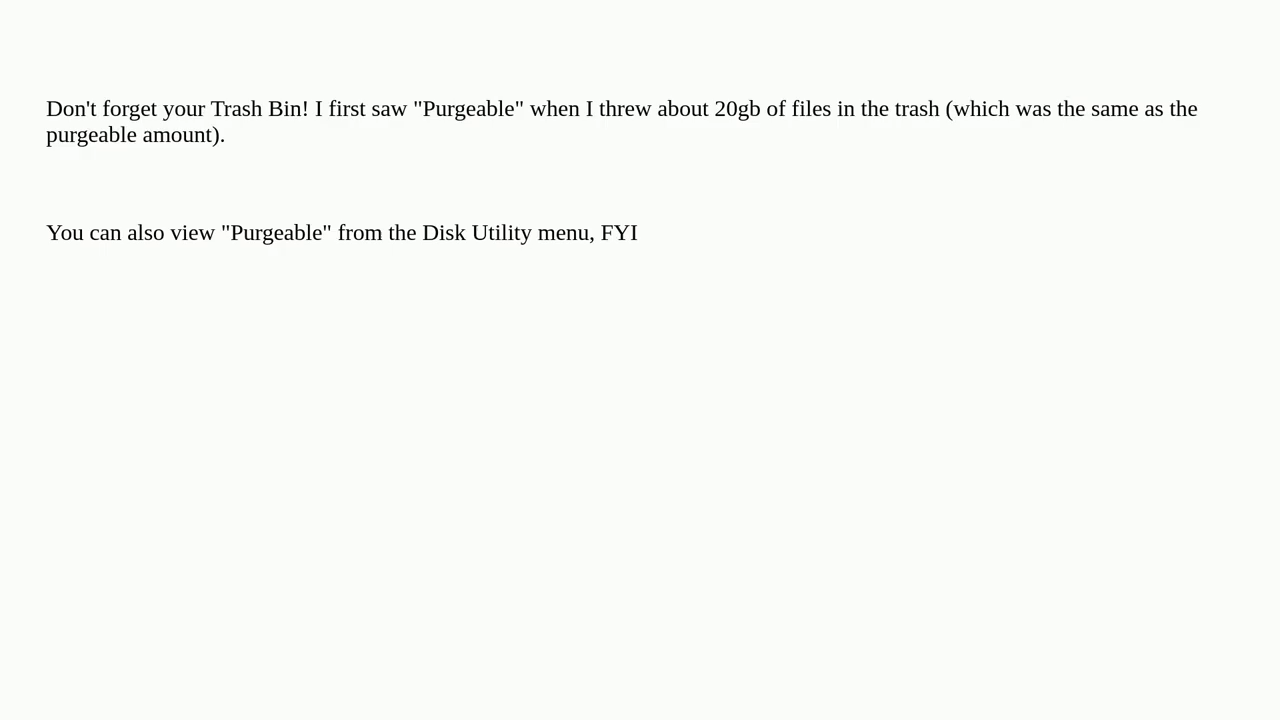 Don't forget your Trash Bin! I first saw "Purgeable" when I threw about 20gb of files in the trash (which was the same as the
purgeable amount).
You can also view "Purgeable" from the Disk Utility menu, FYI